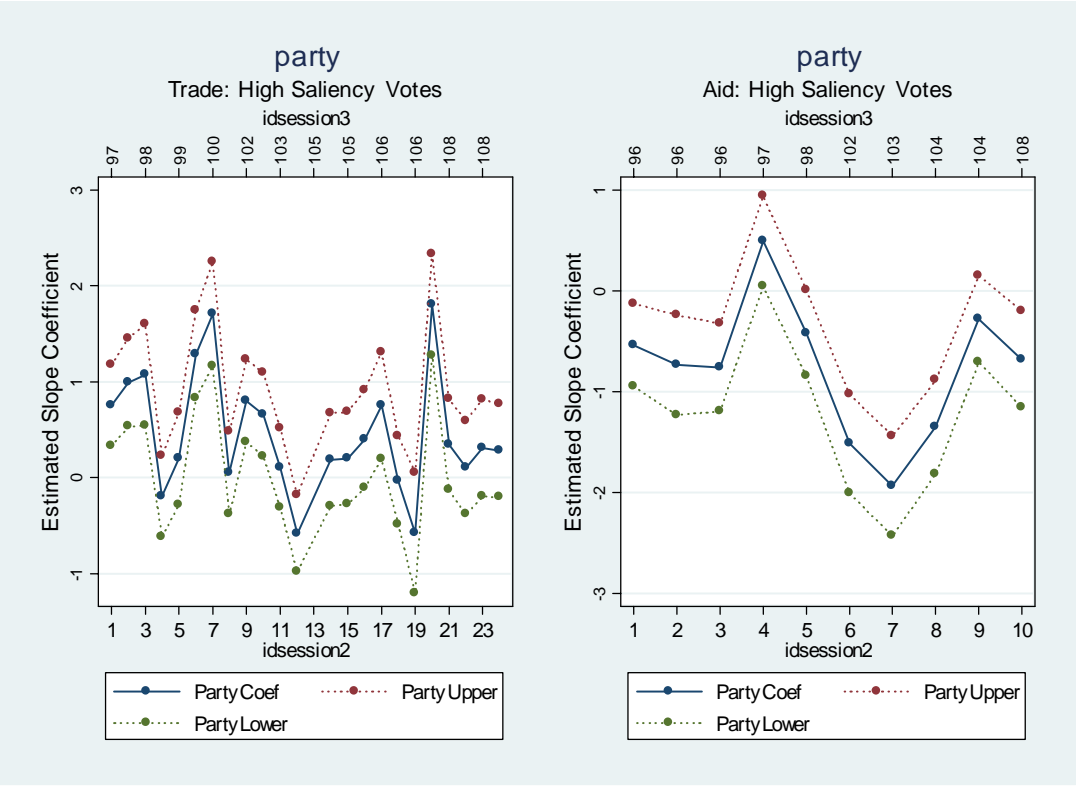 party
Trade: High Saliency Votes
idsession3
97 98 99 100 102 103 105 105 106 106 108 108
Estimated Slope Coefficient
3
2
1
0
-1
1 3 5 7 9 11 13 15 17 19 21 23
idsession2
Party Coef Party Upper
Party Lower
party
Aid: High Saliency Votes
idsession3
96 96 96 97 98 102 103 104 104 108
Estimated Slope Coefficient
1
0
-1
-2
-3
1 2 3 4 5 6 7 8 9 10
idsession2
Party Coef Party Upper
Party Lower